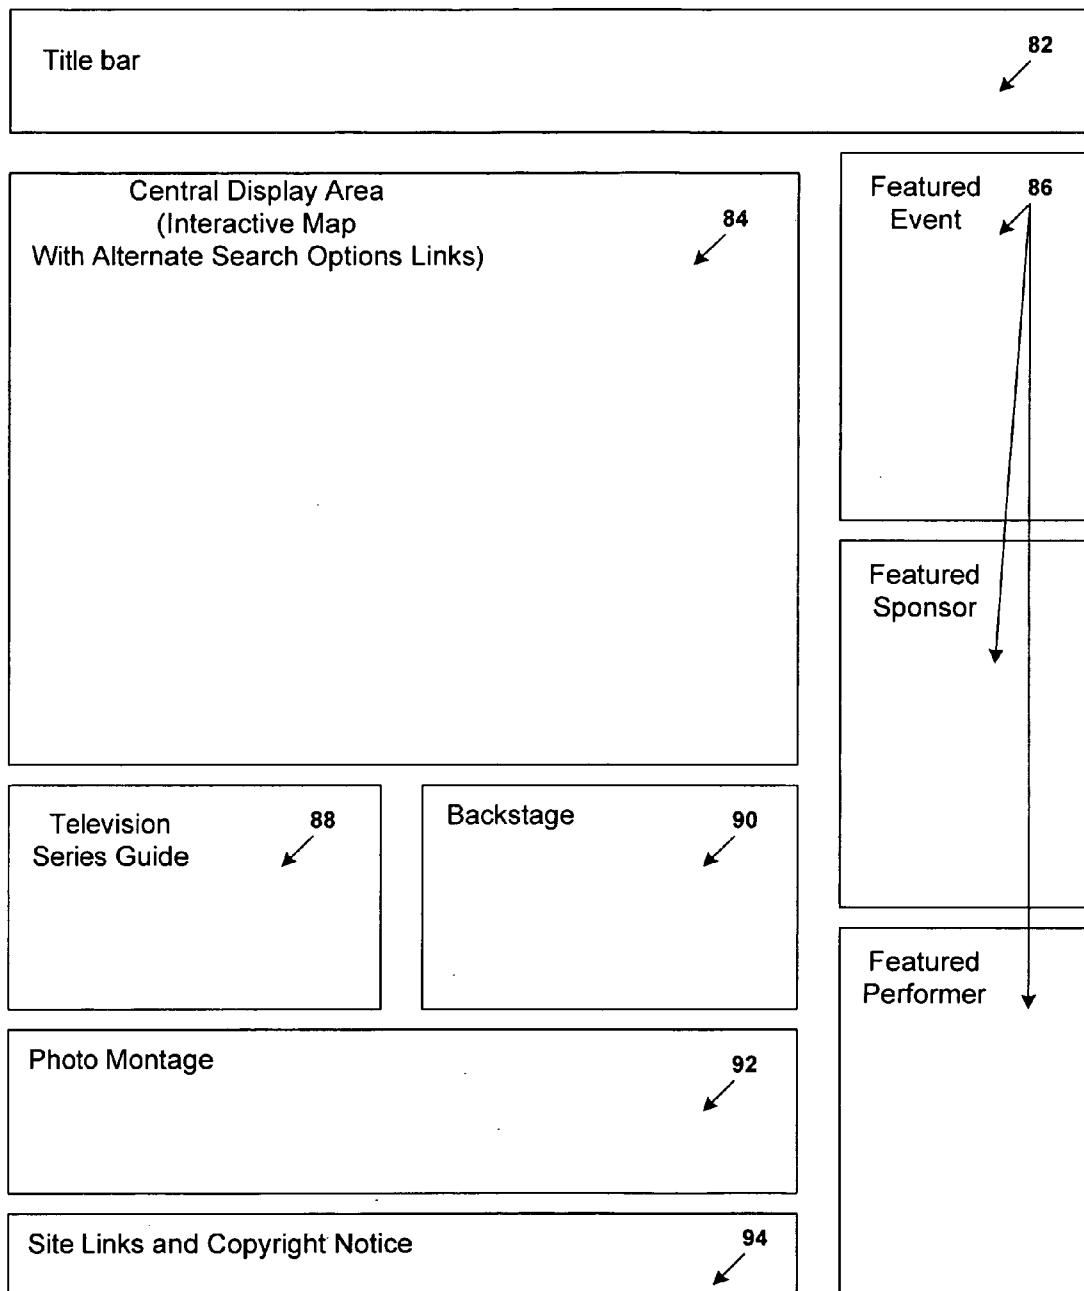 Title bar
82
Central Display Area
(Interactive Map
With Alternate Search Options Links)
84
Featured
Event
86
Featured
Sponsor
Television
Series Guide
88
Backstage
90
Featured
Performer
Photo Montage
92
Site Links and Copyright Notice
94